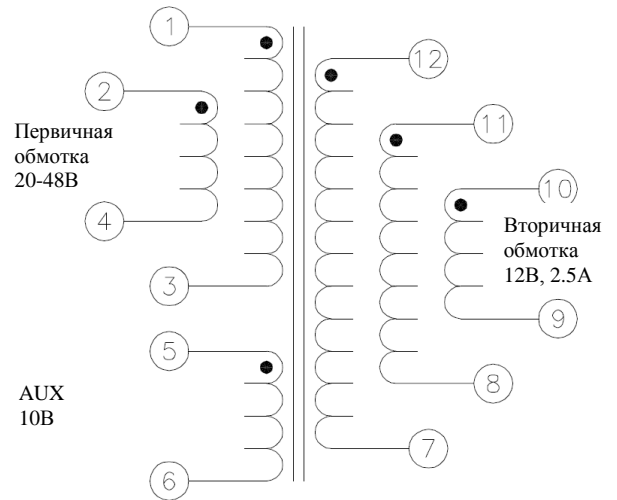 1
2
Первичная
обмотка
20-48В
4
3
5
AUX
10В
6
12
11
10
Вторичная
обмотка
12В, 2.5А
9
8
7